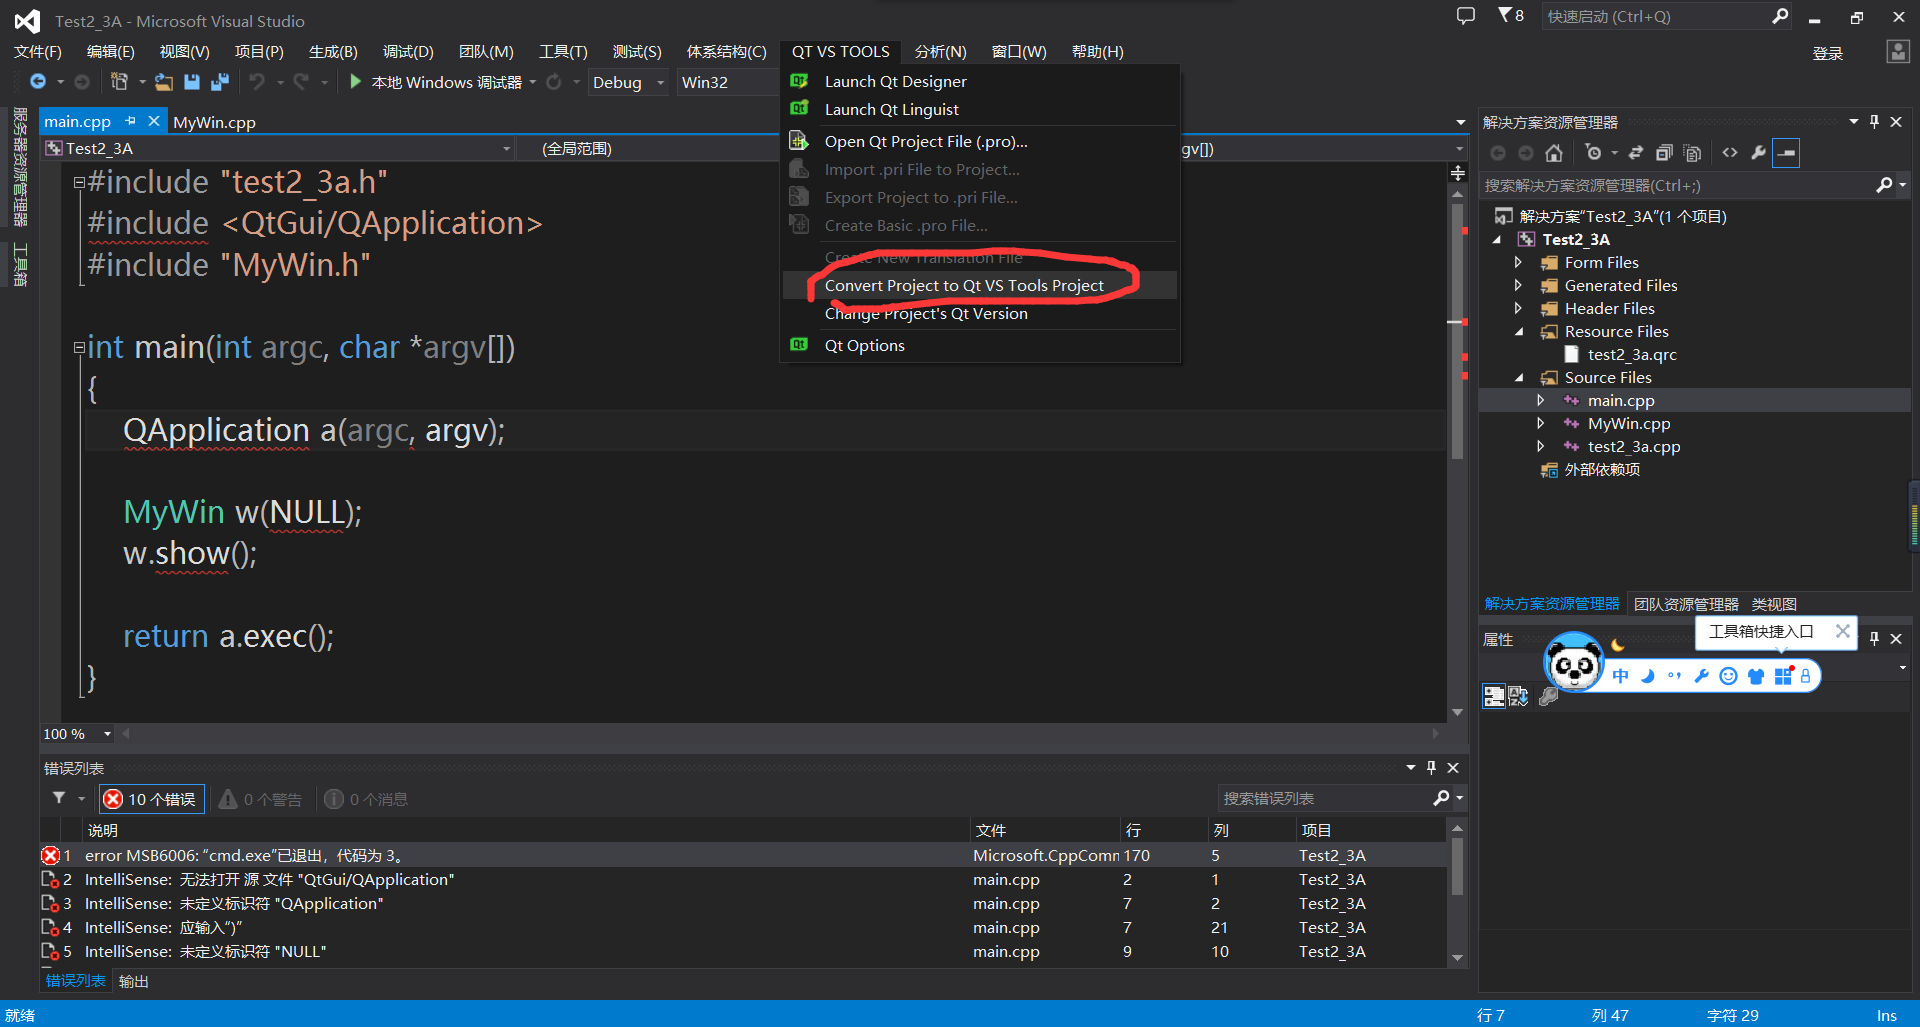 Test2_3A - Microsoft Visual Studio
8
快速启动 (Ctrl+Q)
文件(F) 编辑(E) 视图(V) 项目(P) 生成(B) 调试(D) 团队(M) 工具(T) 测试(S) 体系结构(C) QT VS TOOLS 分析(N) 窗口(W) 帮助(H)
登录
本地 Windows 调试器 Debug Win32
Launch Qt Designer
Launch Qt Linguist
Open Qt Project File (.pro)...
Import .pri File to Project...
Export Project to .pri File...
Create Basic .pro File...
Create New Translation File
Convert Project to Qt VS Tools Project
Change Project's Qt Version
Qt Options
服务器资源管理器
工具箱
main.cpp MyWin.cpp
Test2_3A (全局范围) gv[])
#include "test2_3a.h"
#include <QtGui/QApplication>
#include "MyWin.h"
int main(int argc, char *argv[])
{
QApplication a(argc, argv);
MyWin w(NULL);
w.show();
return a.exec();
}
100 %
解决方案资源管理器
搜索解决方案资源管理器(Ctrl+;)
解决方案"Test2_3A"(1 个项目)
Test2_3A
Form Files
Generated Files
Header Files
Resource Files
test2_3a.qrc
Source Files
main.cpp
MyWin.cpp
test2_3a.cpp
外部依赖项
解决方案资源管理器 团队资源管理器 类视图
属性
工具箱快捷入口
中
错误列表
10 个错误 0 个警告 0 个消息
搜索错误列表
说明 文件 行 列 项目
1 error MSB6006: “cmd.exe”已退出，代码为 3。 Microsoft.CppComm 170 5 Test2_3A
2 IntelliSense: 无法打开 源 文件 "QtGui/QApplication" main.cpp 2 1 Test2_3A
3 IntelliSense: 未定义标识符 "QApplication" main.cpp 7 2 Test2_3A
4 IntelliSense: 应输入“)” main.cpp 7 21 Test2_3A
5 IntelliSense: 未定义标识符 "NULL" main.cpp 9 10 Test2_3A
错误列表 输出
就绪 行 7 列 47 字符 29 Ins